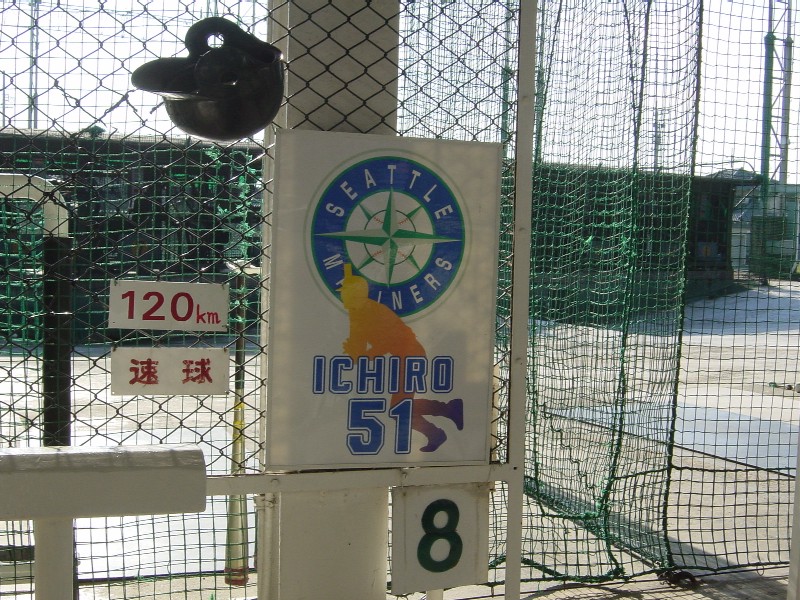 SEATTLE
MARINERS
120km
速球
ICHIRO
51
8